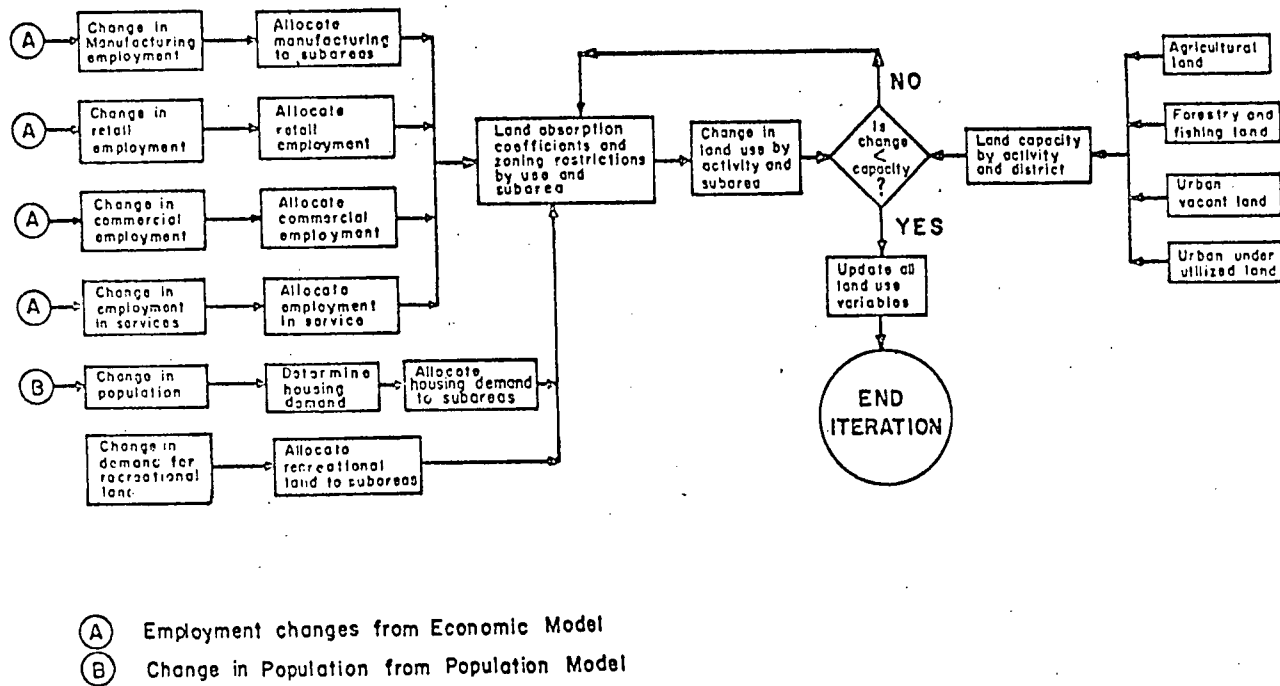 A
Change in
Manufacturing
employment
Allocate
manufacturing
to subareas
A
Change in
retail
employment
Allocate
retail
employment
A
Change in
commercial
employment
Allocate
commercial
employment
A
Change in
employment
in services
Allocate
employment
in service
B
Change in
population
Determine
housing
demand
Allocate
housing demand
to subareas
Change in
demand for
recreational
land
Allocate
recreational
land to subareas
Land absorption
coefficients and
zoning restrictions
by use and
subarea
Change in
land use by
activity and
subarea
NO
Is
change
<
capacity
?
YES
Update all
land use
variables
END
ITERATION
Land capacity
by activity
and district
Agricultural
land
Forestry and
fishing land
Urban
vacant land
Urban under
utilized land
A Employment changes from Economic Model
B Change in Population from Population Model